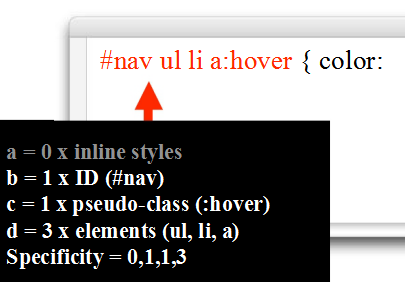 #nav ul li a:hover { color:
a = 0 x inline styles
b = 1 x ID (#nav)
c = 1 x pseudo-class (:hover)
d = 3 x elements (ul, li, a)
Specificity = 0,1,1,3